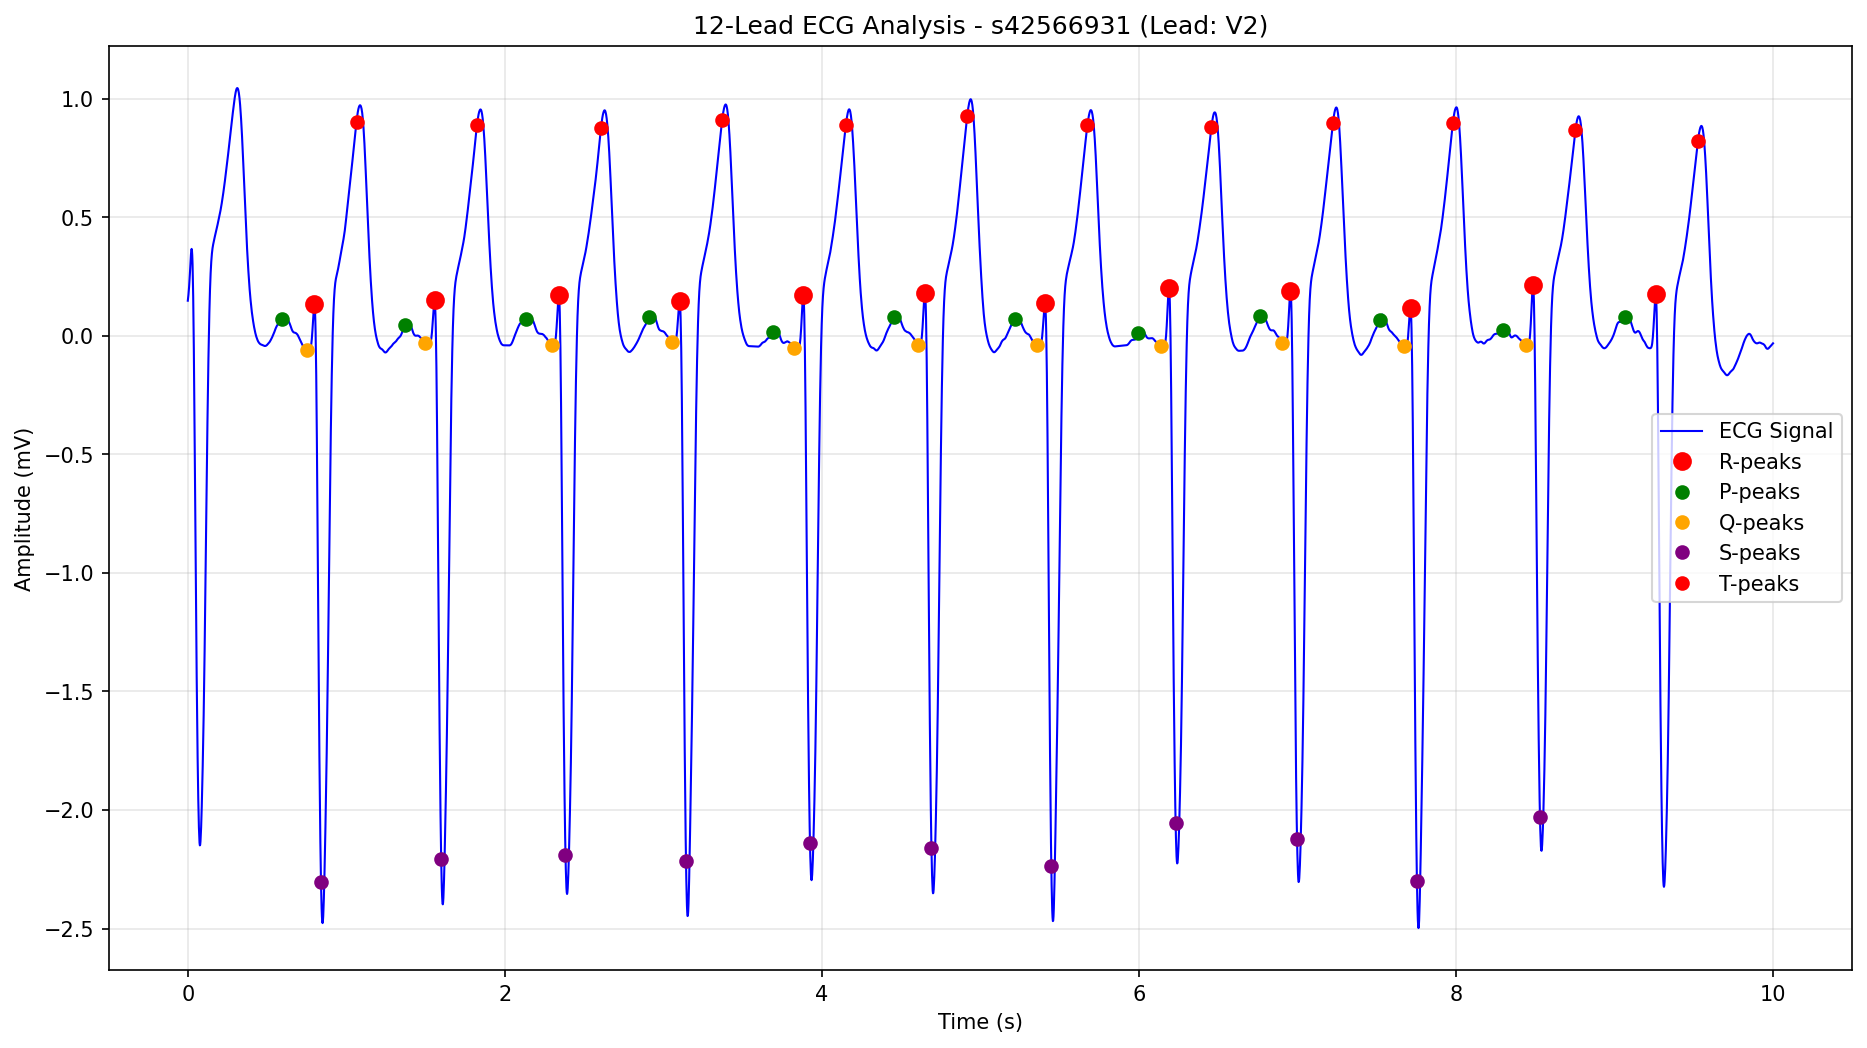 12-Lead ECG Analysis - s42566931 (Lead: V2)
Amplitude (mV)
1.0
0.5
0.0
−0.5
−1.0
−1.5
−2.0
−2.5
ECG Signal
R-peaks
P-peaks
Q-peaks
S-peaks
T-peaks
0 2 4 6 8 10
Time (s)